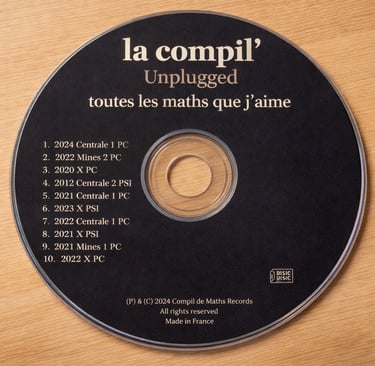 la compil’
Unplugged
toutes les maths que j’aime
1. 2024 Centrale 1 PC
2. 2022 Mines 2 PC
3. 2020 X PC
4. 2012 Centrale 2 PSI
5. 2021 Centrale 1 PC
6. 2023 X PSI
7. 2022 Centrale 1 PC
8. 2021 X PSI
9. 2021 Mines 1 PC
10. 2022 X PC
(P) & (C) 2024 Compil de Maths Records
All rights reserved
Made in France